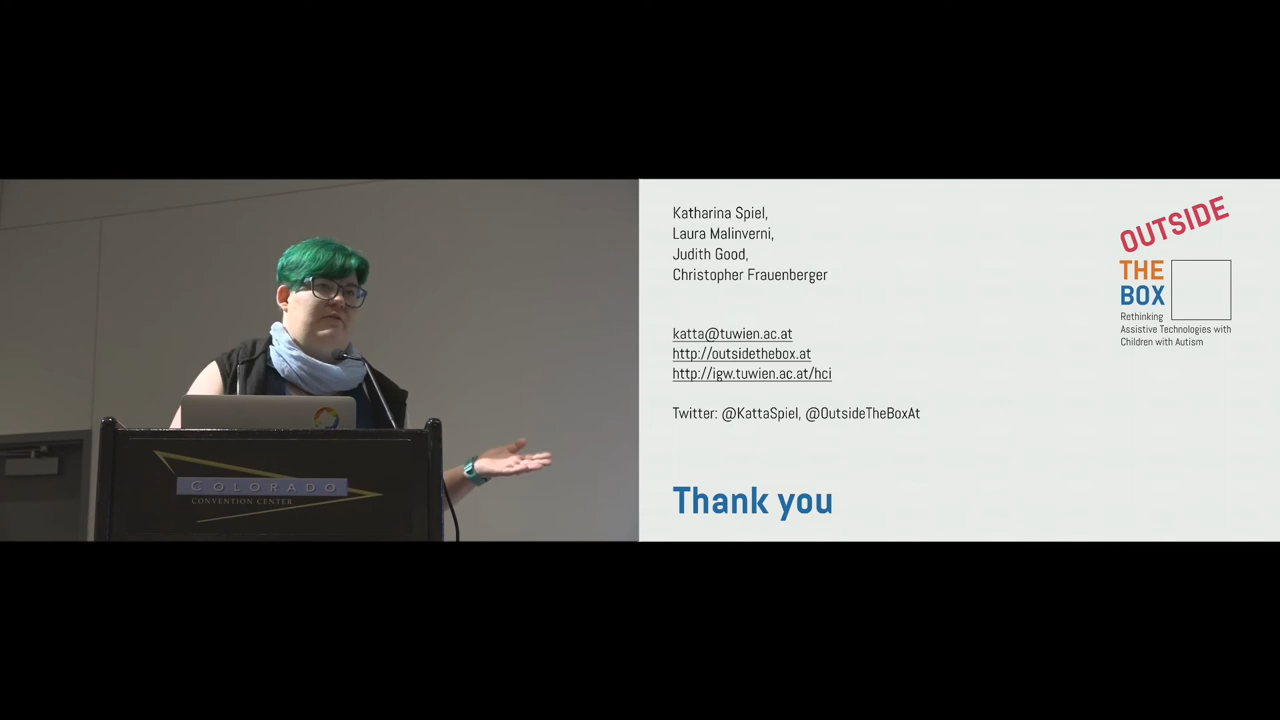 COLORADO
CONVENTION CENTER
Katharina Spiel,
Laura Malinverni,
Judith Good,
Christopher Frauenberger
katta@tuwien.ac.at
http://outsidethebox.at
http://igw.tuwien.ac.at/hci
Twitter: @KattaSpiel, @OutsideTheBoxAt
Thank you
OUTSIDE
THE
BOX
Rethinking
Assistive Technologies with
Children with Autism